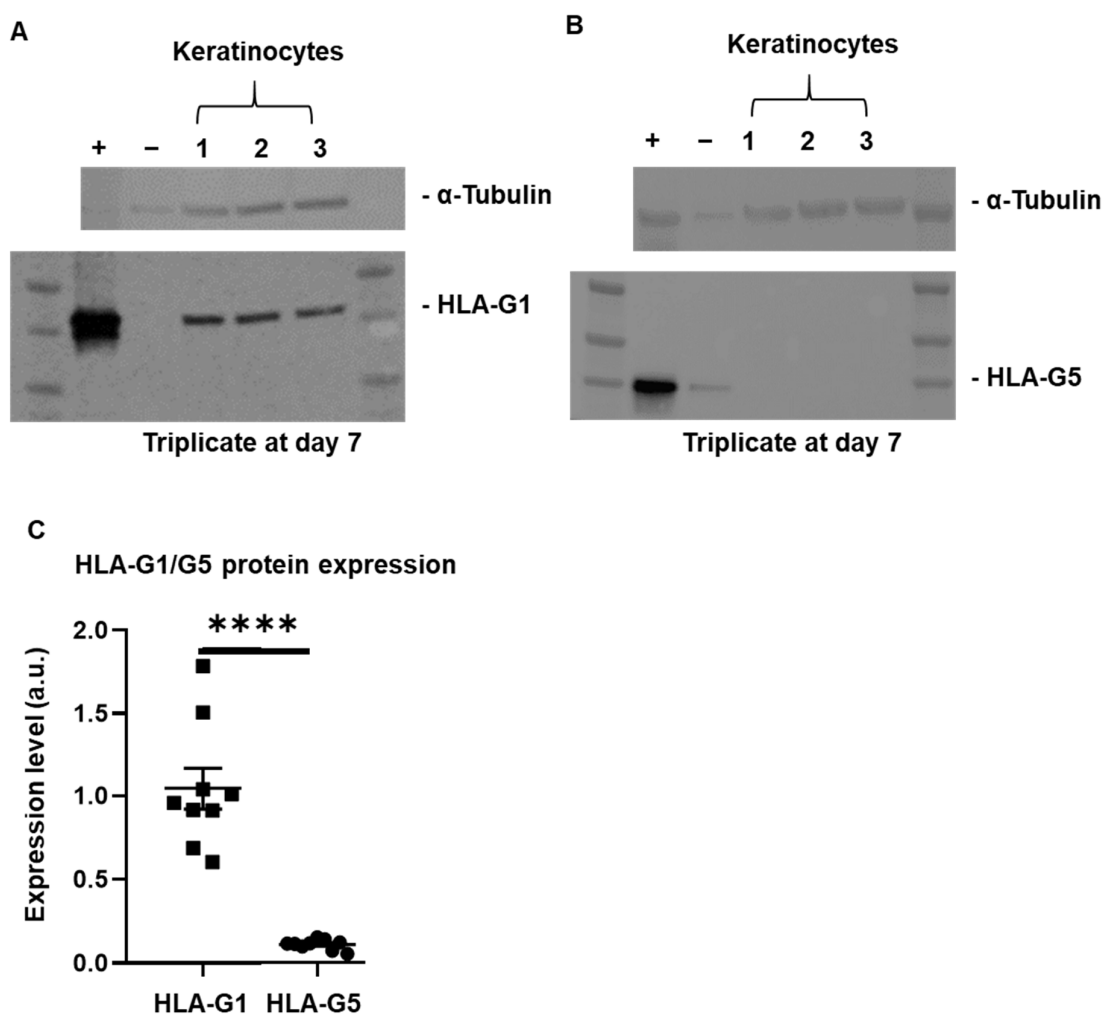 A
Keratinocytes
+ – 1 2 3
- α-Tubulin
- HLA-G1
Triplicate at day 7
B
Keratinocytes
+ – 1 2 3
- α-Tubulin
- HLA-G5
Triplicate at day 7
C
HLA-G1/G5 protein expression
****
Expression level (a.u.)
2.0
1.5
1.0
0.5
0.0
HLA-G1 HLA-G5